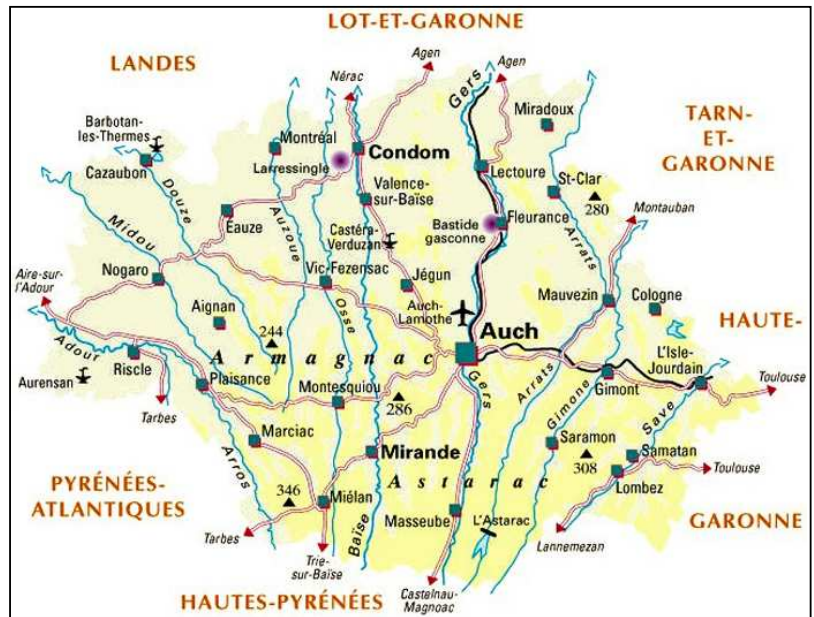 LOT-ET-GARONNE
LANDES
Agen
Nérac
Agen
Gers
Miradoux
Barbotan-
les-Thermes
Cazaubon
Montréal
Larressingle
Condom
Lectoure
St-Clar
280
TARN-
ET-
GARONNE
Montauban
Douze
Midou
Auzoue
Eauze
Valence-
sur-Baïse
Castéra-
Verduzan
Bastide
gasconne
Fleurance
Arrats
Aire-sur-
l'Adour
Nogaro
Vic-Fezensac
Jégun
Auch-
Lamothe
Mauvezin
Cologne
Aignan
Osse
Auch
HAUTE-
244
Armagnac
Adour
Riscle
Aurensan
Plaisance
Montesquiou
286
Gers
Arrats
Gimone
Gimont
L'Isle-
Jourdain
Toulouse
Save
Tarbes
Marciac
Mirande
Saramon
308
Samatan
Lombez
Toulouse
Arros
PYRÉNÉES-
ATLANTIQUES
346
Miélan
Baïse
Astarac
Masseube
L'Astarac
GARONNE
Lannemezan
Tarbes
Trie-
sur-Baïse
Castelnau-
Magnoac
HAUTES-PYRÉNÉES